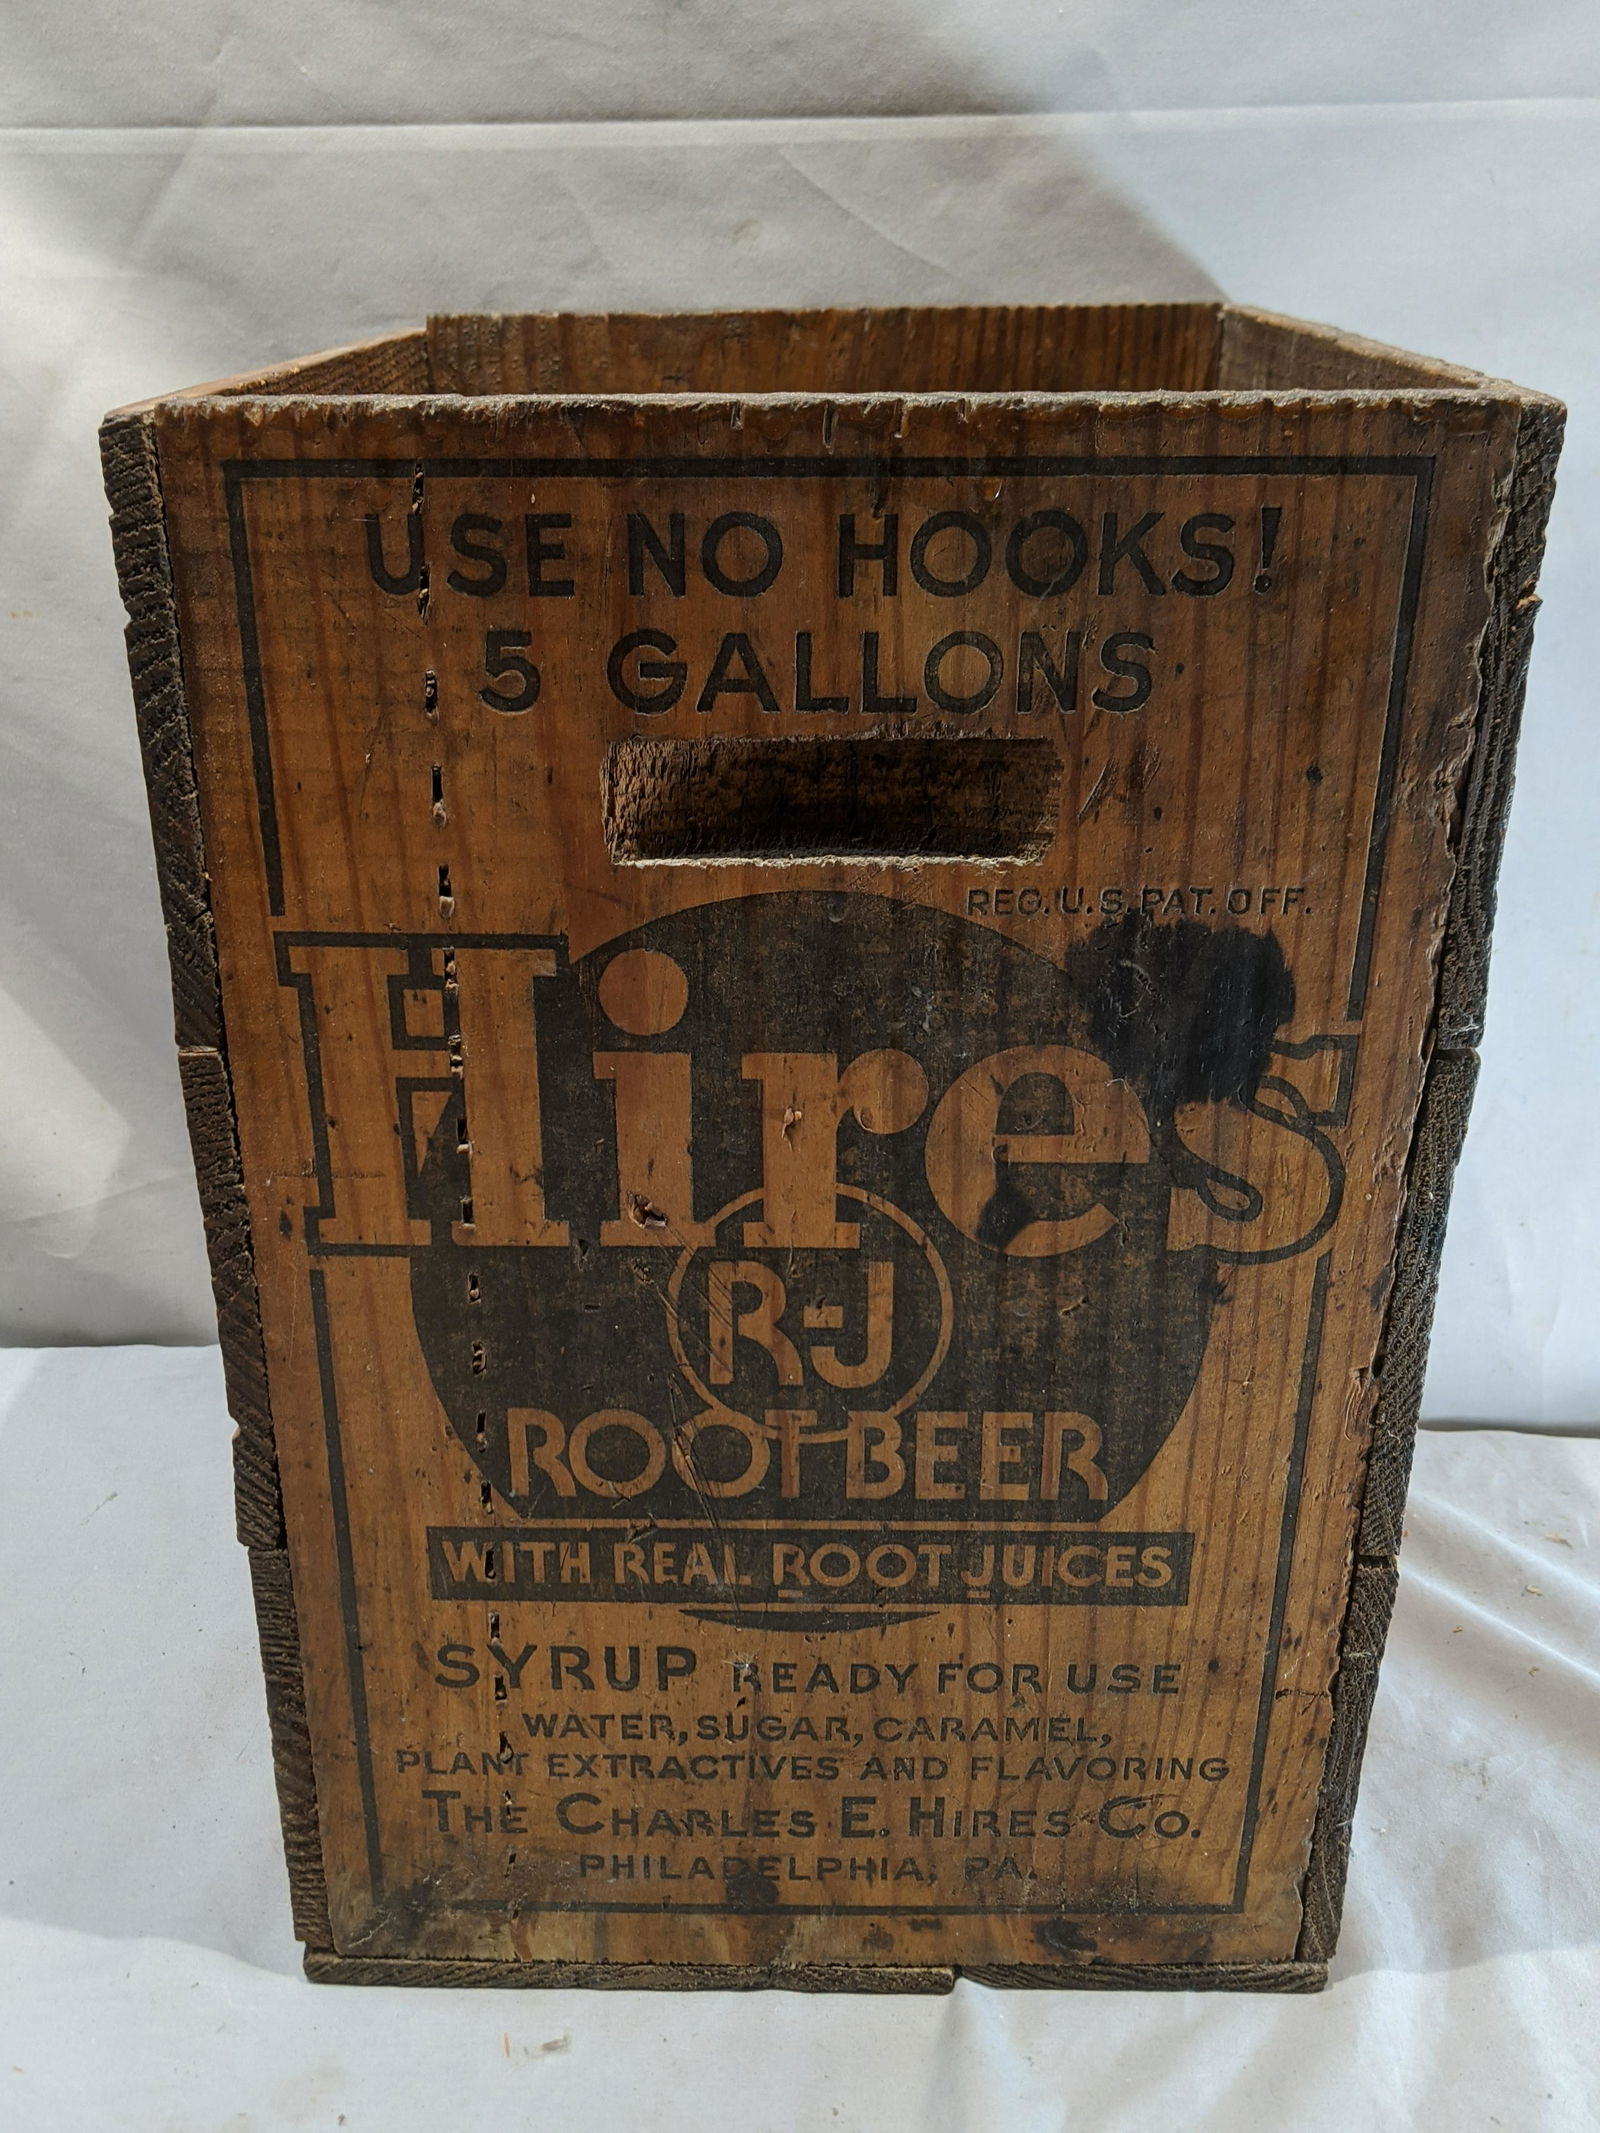 USE NO HOOKS!
5 GALLONS
REG. U.S. PAT. OFF.
Hires
R-J
ROOT BEER
WITH REAL ROOT JUICES
SYRUP READY FOR USE
WATER, SUGAR, CARAMEL,
PLANT EXTRACTIVES AND FLAVORING
THE CHARLES E. HIRES CO.
PHILADELPHIA, PA.